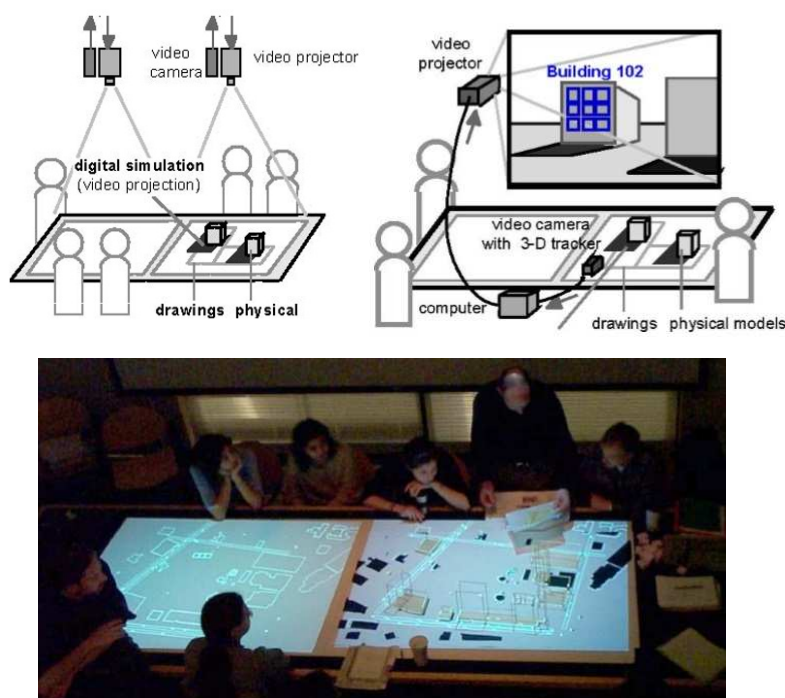 video
camera
video projector
digital simulation
(video projection)
drawings physical
video
projector
Building 102
video camera
with 3-D tracker
computer
drawings physical models